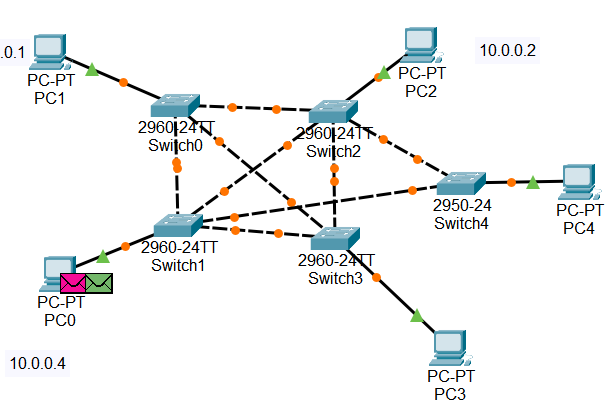 .0.1
PC-PT
PC1
PC-PT
PC2
10.0.0.2
2960-24TT
Switch0
2960-24TT
Switch2
2950-24
Switch4
PC-PT
PC4
2960-24TT
Switch1
2960-24TT
Switch3
PC-PT
PC0
10.0.0.4
PC-PT
PC3